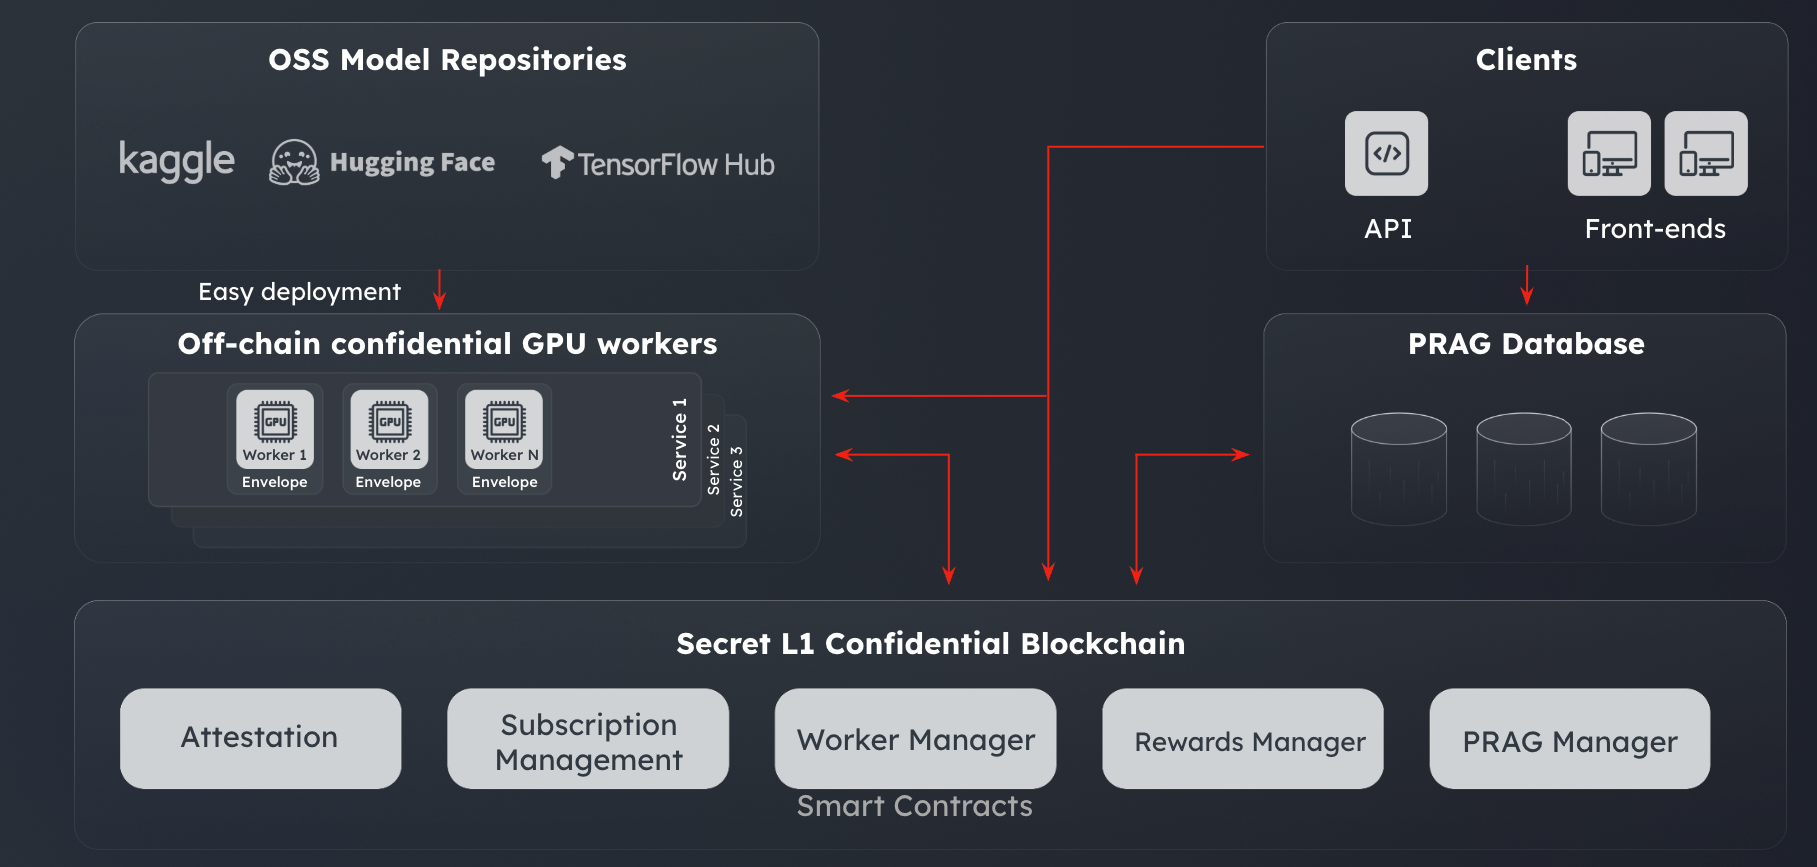 OSS Model Repositories
kaggle
Hugging Face
TensorFlow Hub
Clients
</>
API
Front-ends
Easy deployment
Off-chain confidential GPU workers
GPU
Worker 1
Envelope
GPU
Worker 2
Envelope
GPU
Worker N
Envelope
Service 1
Service 2
Service 3
PRAG Database
Secret L1 Confidential Blockchain
Attestation
Subscription
Management
Worker Manager
Rewards Manager
PRAG Manager
Smart Contracts